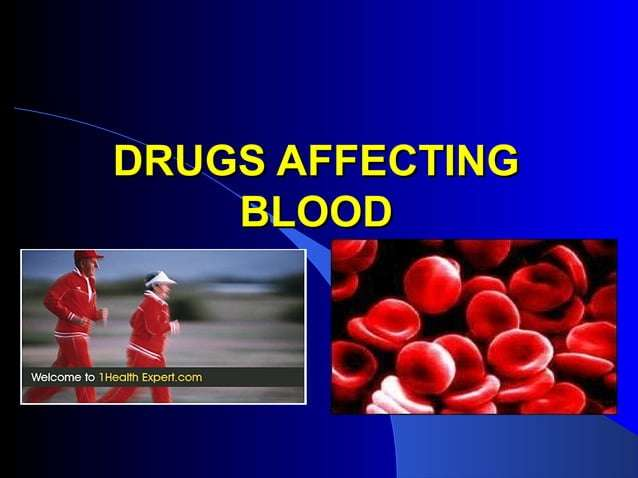 DRUGS AFFECTING
BLOOD
Welcome to 1Health Expert.com